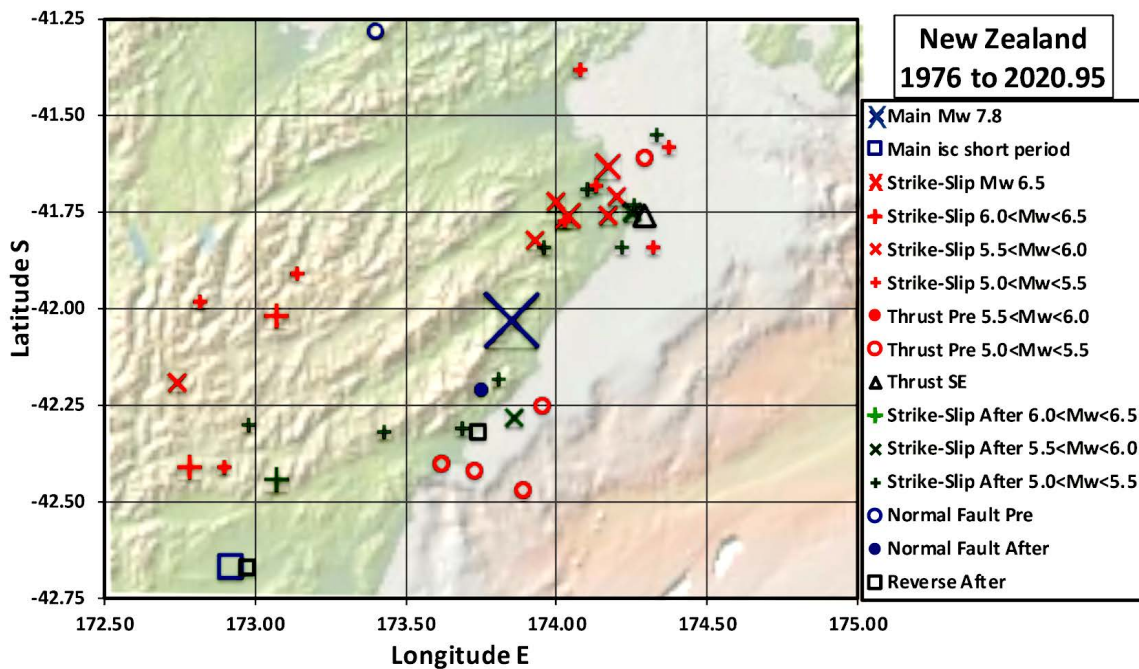 New Zealand
1976 to 2020.95
Main Mw 7.8
Main isc short period
Strike-Slip Mw 6.5
Strike-Slip 6.0<Mw<6.5
Strike-Slip 5.5<Mw<6.0
Strike-Slip 5.0<Mw<5.5
Thrust Pre 5.5<Mw<6.0
Thrust Pre 5.0<Mw<5.5
Thrust SE
Strike-Slip After 6.0<Mw<6.5
Strike-Slip After 5.5<Mw<6.0
Strike-Slip After 5.0<Mw<5.5
Normal Fault Pre
Normal Fault After
Reverse After
Latitude S
-41.25
-41.50
-41.75
-42.00
-42.25
-42.50
-42.75
172.50 173.00 173.50 174.00 174.50 175.00
Longitude E